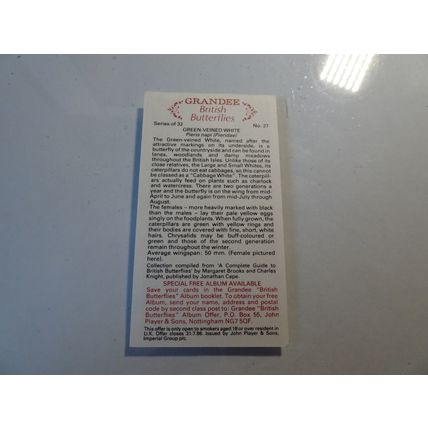 GRANDEE
British
Butterflies
Series of 32 No. 27
GREEN-VEINED WHITE
Pieris napi (Pieridae)
The Green-veined White, named after the
attractive markings on its underside, is a
butterfly of the countryside and can be found in
lanes, woodlands and damp meadows
throughout the British Isles. Unlike those of its
close relatives, the Large and Small Whites, its
caterpillars do not eat cabbages, so this cannot
be classed as a "Cabbage White". The caterpill-
ars actually feed on plants such as charlock
and watercress. There are two generations a
year and the butterfly is on the wing from mid-
April to June and again from mid-July through
August.
The females – more heavily marked with black
than the males – lay their pale yellow eggs
singly on the foodplants. When fully grown, the
caterpillars are green with yellow rings and
their bodies are covered with fine, short, white
hairs. Chrysalids may be buff-coloured or
green and those of the second generation
remain throughout the winter.
Average wingspan: 50 mm. (Female pictured
here).
Collection compiled from 'A Complete Guide to
British Butterflies' by Margaret Brooks and Charles
Knight, published by Jonathan Cape.
SPECIAL FREE ALBUM AVAILABLE
Save your cards in the Grandee "British
Butterflies" Album booklet. To obtain your free
Album, send your name, address and postal
code by second class post to: Grandee "British
Butterflies" Album Offer, P.O. Box 55, John
Player & Sons, Nottingham NG7 5QF.
This offer is only open to smokers aged 18 or over resident in
U.K. Offer closes 31.7.86. Issued by John Player & Sons,
Imperial Group plc.